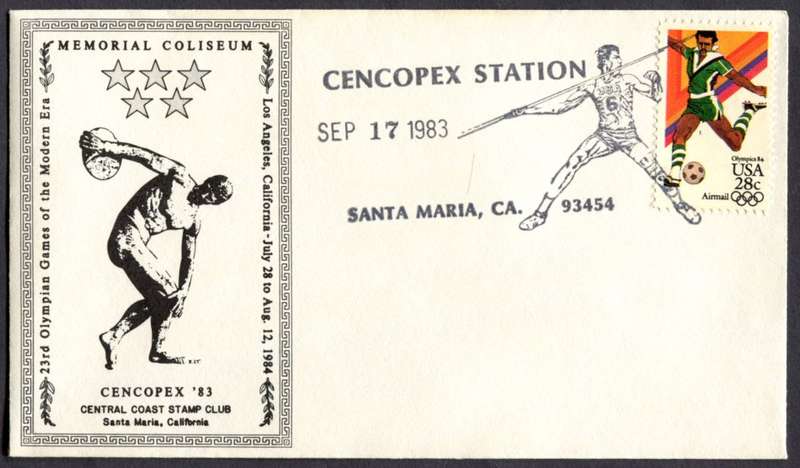 MEMORIAL COLISEUM
23rd Olympian Games of the Modern Era
Los Angeles, California - July 28 to Aug. 12, 1984
CENCOPEX '83
CENTRAL COAST STAMP CLUB
Santa Maria, California
CENCOPEX STATION
SEP 17 1983
SANTA MARIA, CA. 93454
USA
6
Olympics 84
USA
28c
Airmail